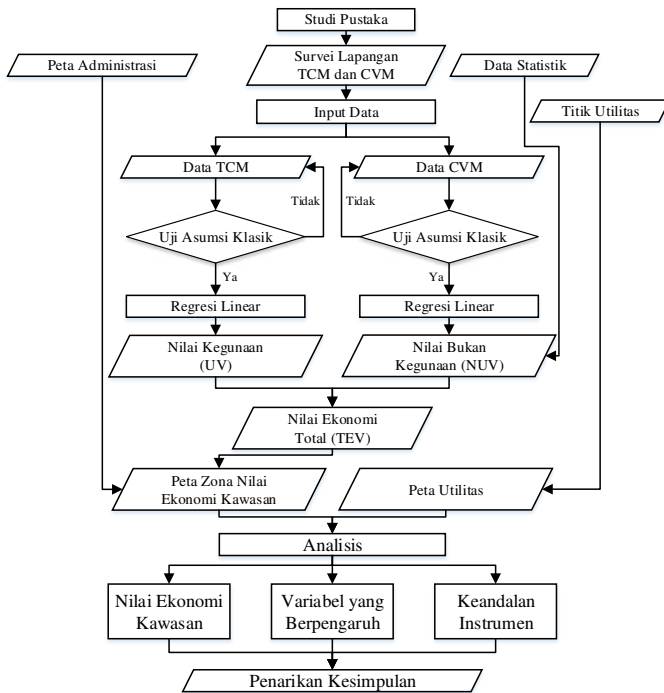 Studi Pustaka
Peta Administrasi
Survei Lapangan
TCM dan CVM
Data Statistik
Input Data
Titik Utilitas
Data TCM
Data CVM
Tidak
Tidak
Uji Asumsi Klasik
Uji Asumsi Klasik
Ya
Ya
Regresi Linear
Regresi Linear
Nilai Kegunaan
(UV)
Nilai Bukan
Kegunaan (NUV)
Nilai Ekonomi
Total (TEV)
Peta Zona Nilai
Ekonomi Kawasan
Peta Utilitas
Analisis
Nilai Ekonomi
Kawasan
Variabel yang
Berpengaruh
Keandalan
Instrumen
Penarikan Kesimpulan